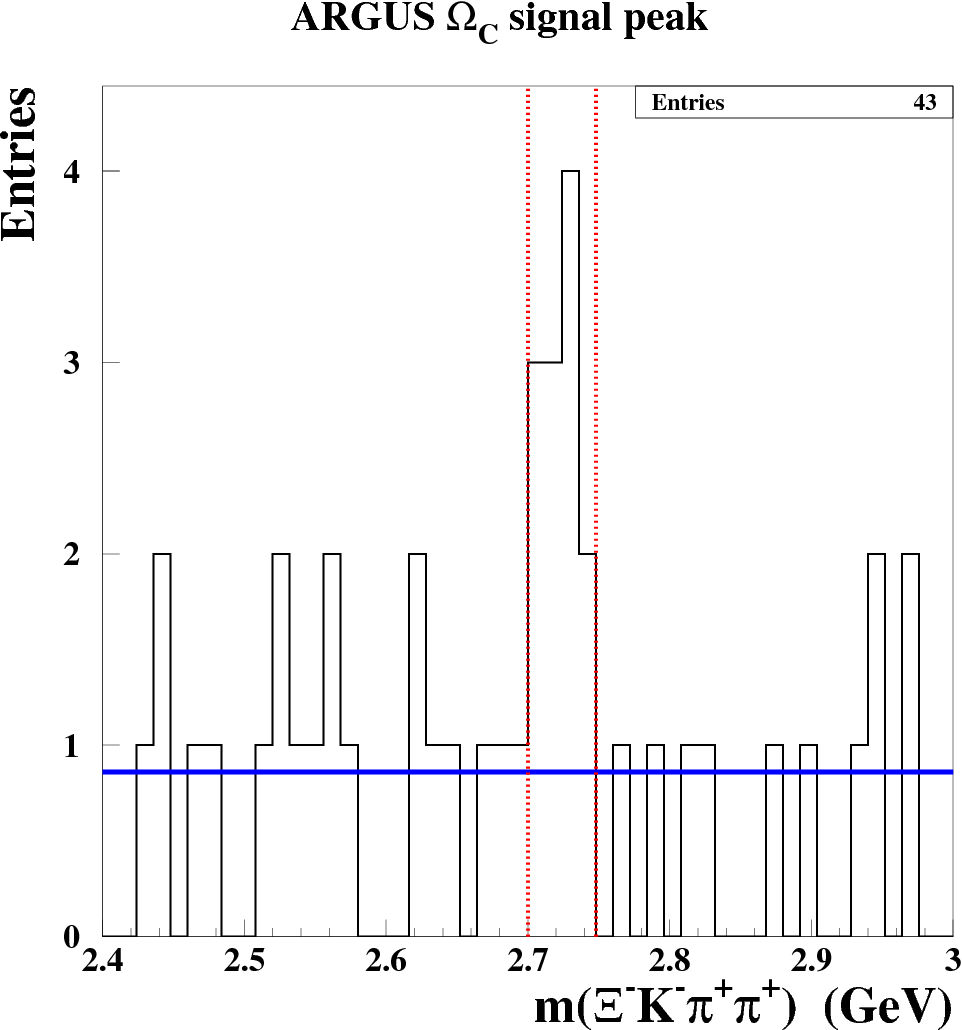 ARGUS Ω_C signal peak
Entries 43
Entries
4
3
2
1
0
2.4 2.5 2.6 2.7 2.8 2.9 3
m(Ξ⁻K⁻π⁺π⁺) (GeV)